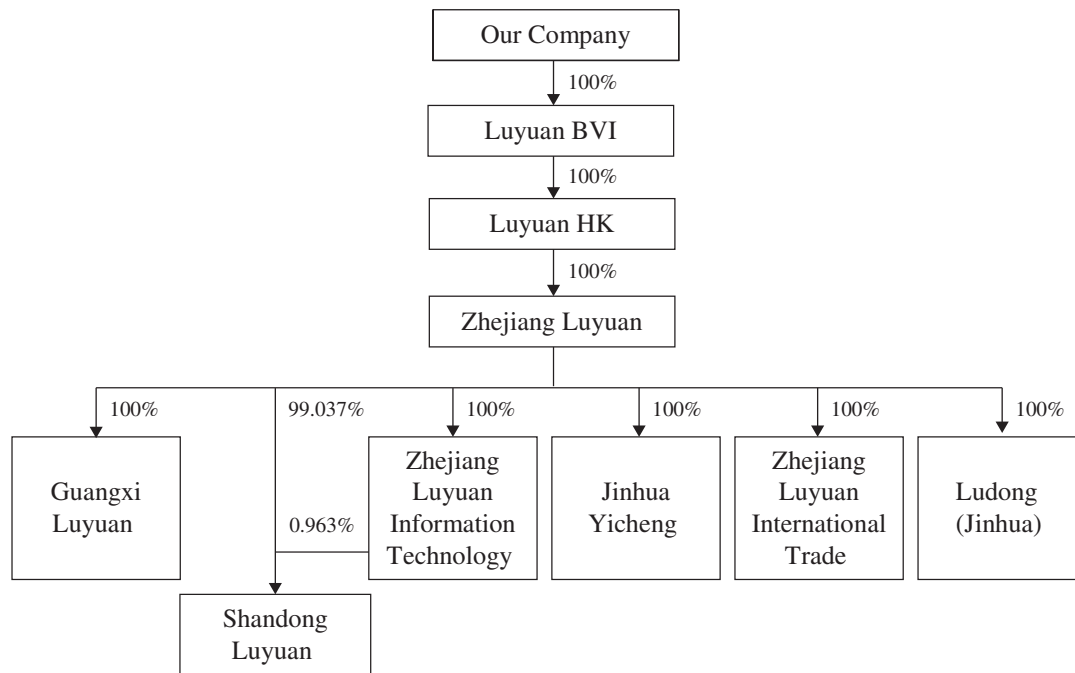 Our Company
100%
Luyuan BVI
100%
Luyuan HK
100%
Zhejiang Luyuan
100%
99.037%
100%
100%
100%
100%
Guangxi
Luyuan
Zhejiang
Luyuan
Information
Technology
Jinhua
Yicheng
Zhejiang
Luyuan
International
Trade
Ludong
(Jinhua)
0.963%
Shandong
Luyuan